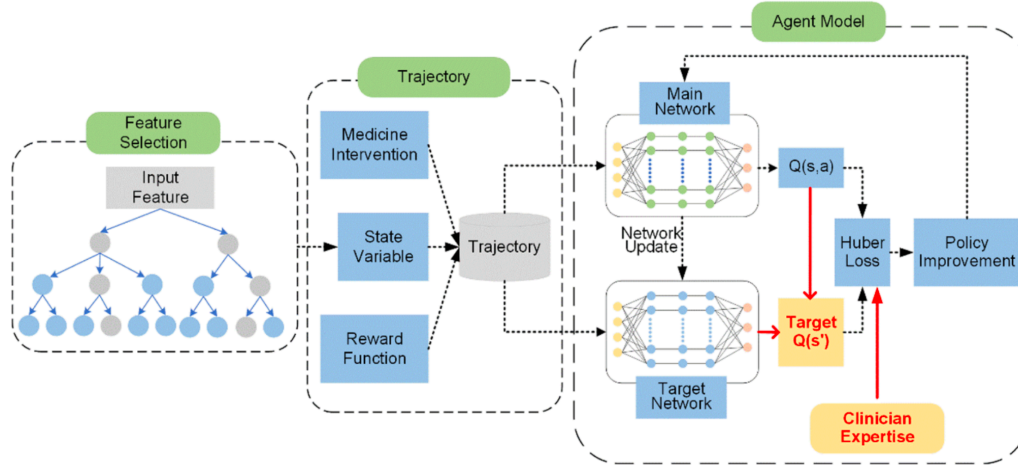 Feature
Selection
Input
Feature
Trajectory
Medicine
Intervention
State
Variable
Reward
Function
Trajectory
Agent Model
Main
Network
Network
Update
Target
Network
Q(s,a)
Target
Q(s')
Huber
Loss
Policy
Improvement
Clinician
Expertise